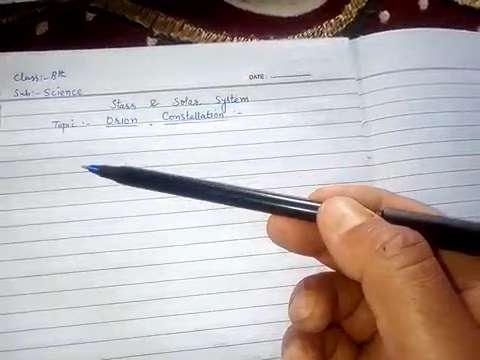 Class:- 8th
DATE:
Sub:- Science
Stars & Solar System
Topic :- Orion Constellation :-